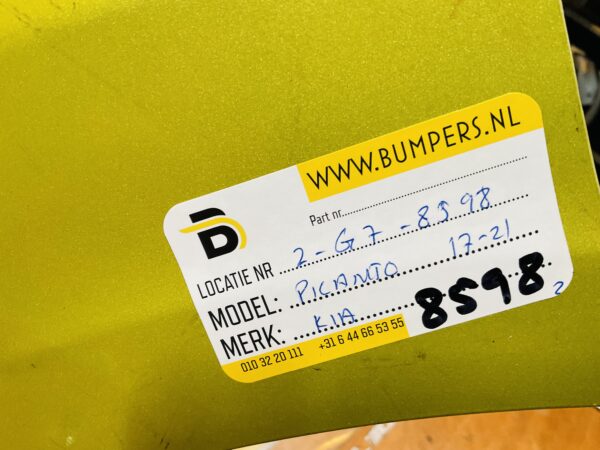 WWW.BUMPERS.NL
Part nr.
LOCATIE NR 2-G7-8598
MODEL: PICANTO 17-21
MERK: KIA 8598
2
010 32 20 111 +31 6 44 66 53 55